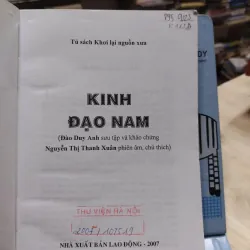 Tủ sách Khơi lại nguồn xưa
KINH
ĐẠO NAM
(Đào Duy Anh sưu tập và khảo chứng
Nguyễn Thị Thanh Xuân phiên âm, chú thích)
THƯ VIỆN HÀ NỘI
NHÀ XUẤT BẢN LAO ĐỘNG - 2007